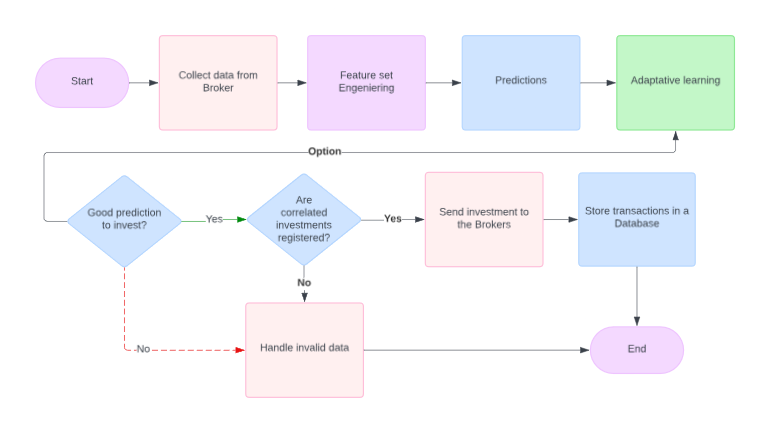 Start
Collect data from
Broker
Feature set
Engeniering
Predictions
Adaptative learning
Option
Good prediction
to invest?
Yes
Are
correlated
investments
registered?
Yes
Send investment to
the Brokers
Store transactions in a
Database
No
No
Handle invalid data
End